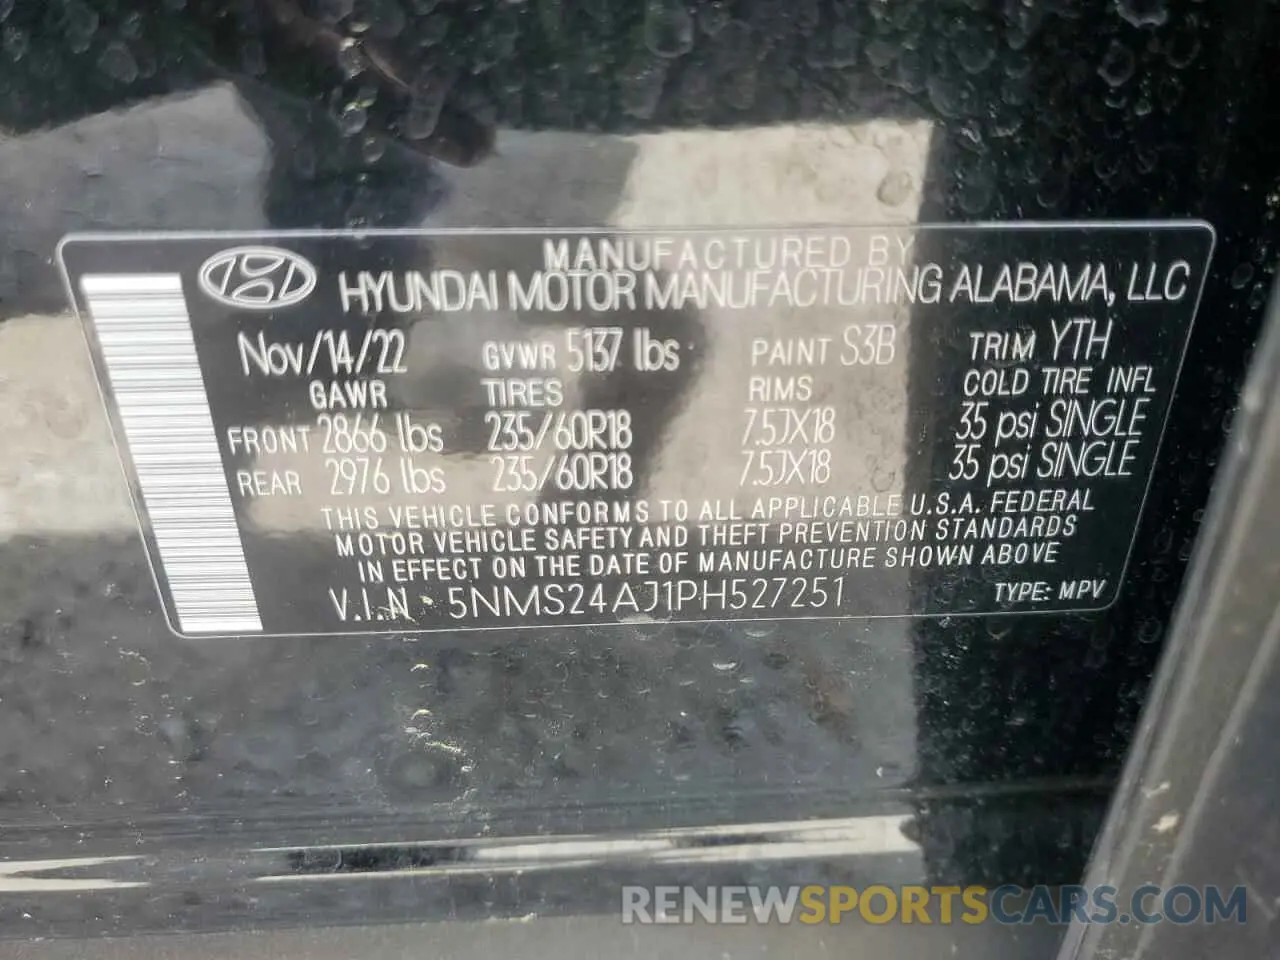 MANUFACTURED BY
HYUNDAI MOTOR MANUFACTURING ALABAMA, LLC
Nov/14/22 GVWR 5137 lbs PAINT S3B TRIM YTH
GAWR TIRES RIMS COLD TIRE INFL
FRONT 2866 lbs 235/60R18 7.5JX18 35 psi SINGLE
REAR 2976 lbs 235/60R18 7.5JX18 35 psi SINGLE
THIS VEHICLE CONFORMS TO ALL APPLICABLE U.S.A. FEDERAL
MOTOR VEHICLE SAFETY AND THEFT PREVENTION STANDARDS
IN EFFECT ON THE DATE OF MANUFACTURE SHOWN ABOVE
V.I.N : 5NMS24AJ1PH527251 TYPE: MPV
RENEWSPORTSCARS.COM